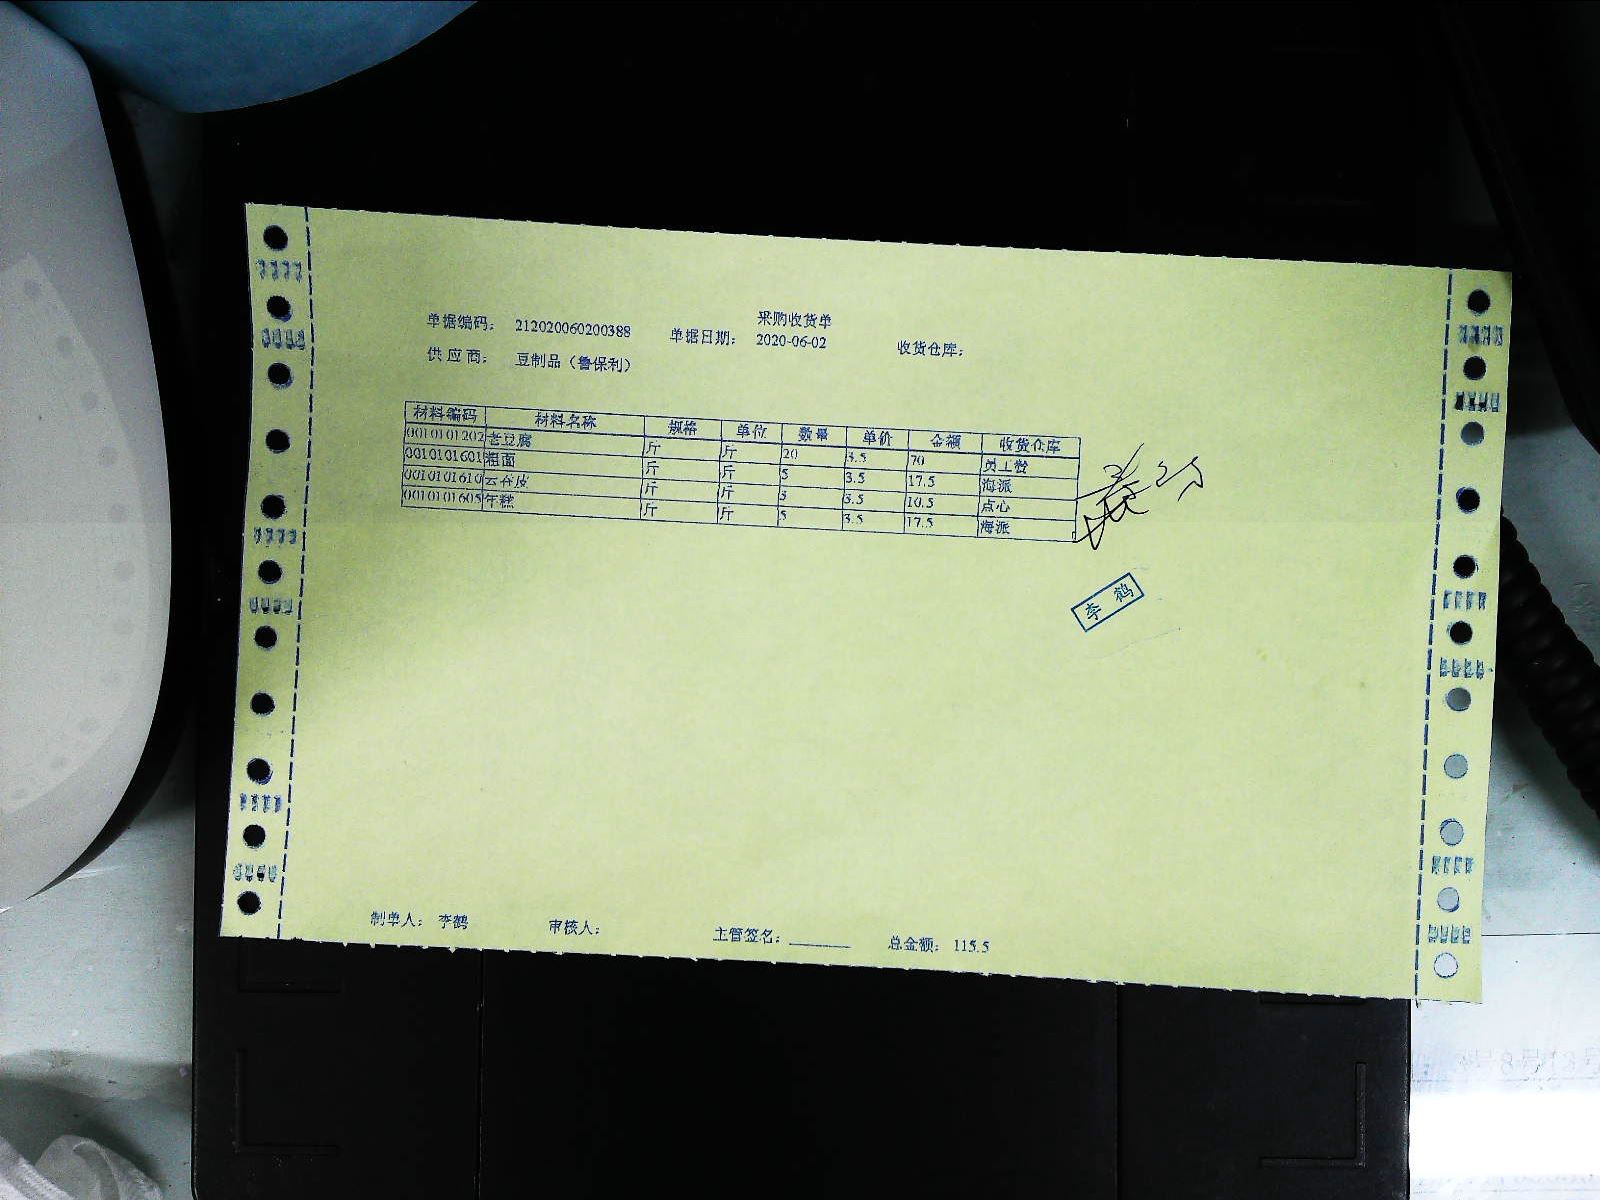 采购收货单
单据编码： 212020060200388 单据日期： 2020-06-02 收货仓库：
供应商： 豆制品（鲁保利）
材料编码 材料名称 规格 单位 数量 单价 金额 收货仓库
0010101202 老豆腐 斤 斤 20 3.5 70 员工餐
0010101601 粗面 斤 斤 5 3.5 17.5 海派
0010101610 云吞皮 斤 斤 3 3.5 10.5 点心
0010101605 年糕 斤 斤 5 3.5 17.5 海派
李鹤
制单人： 李鹤 审核人： 主管签名：______ 总金额： 115.5